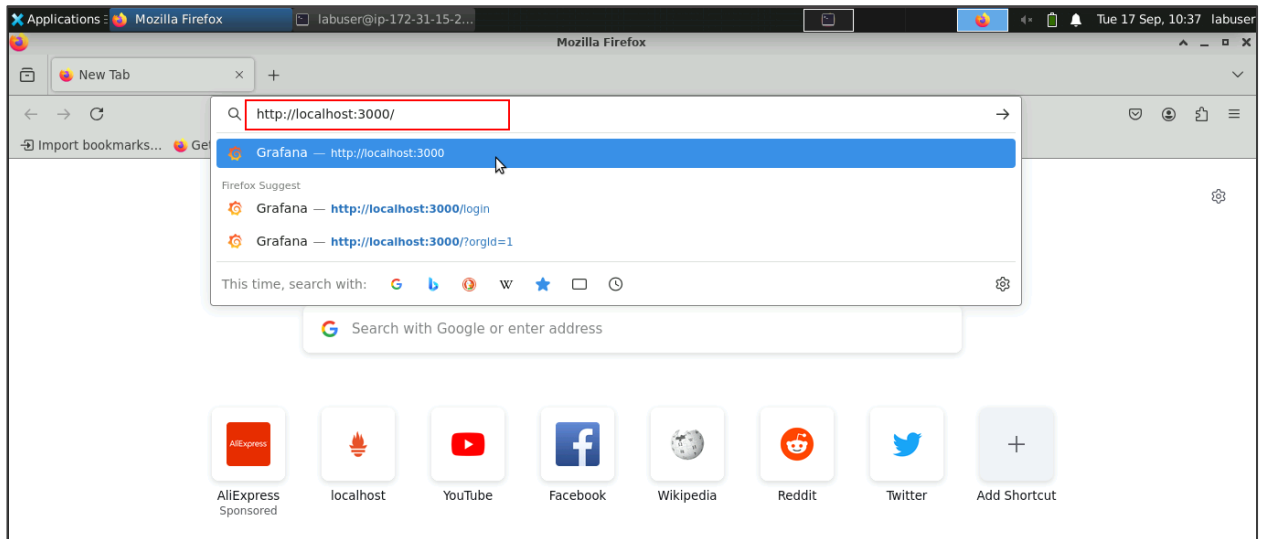 Applications Mozilla Firefox labuser@ip-172-31-15-2... Tue 17 Sep, 10:37 labuser
Mozilla Firefox
New Tab
http://localhost:3000/
Import bookmarks... Get
Grafana — http://localhost:3000
Firefox Suggest
Grafana — http://localhost:3000/login
Grafana — http://localhost:3000/?orgId=1
This time, search with: G b W
G Search with Google or enter address
AliExpress
AliExpress localhost YouTube Facebook Wikipedia Reddit Twitter Add Shortcut
Sponsored